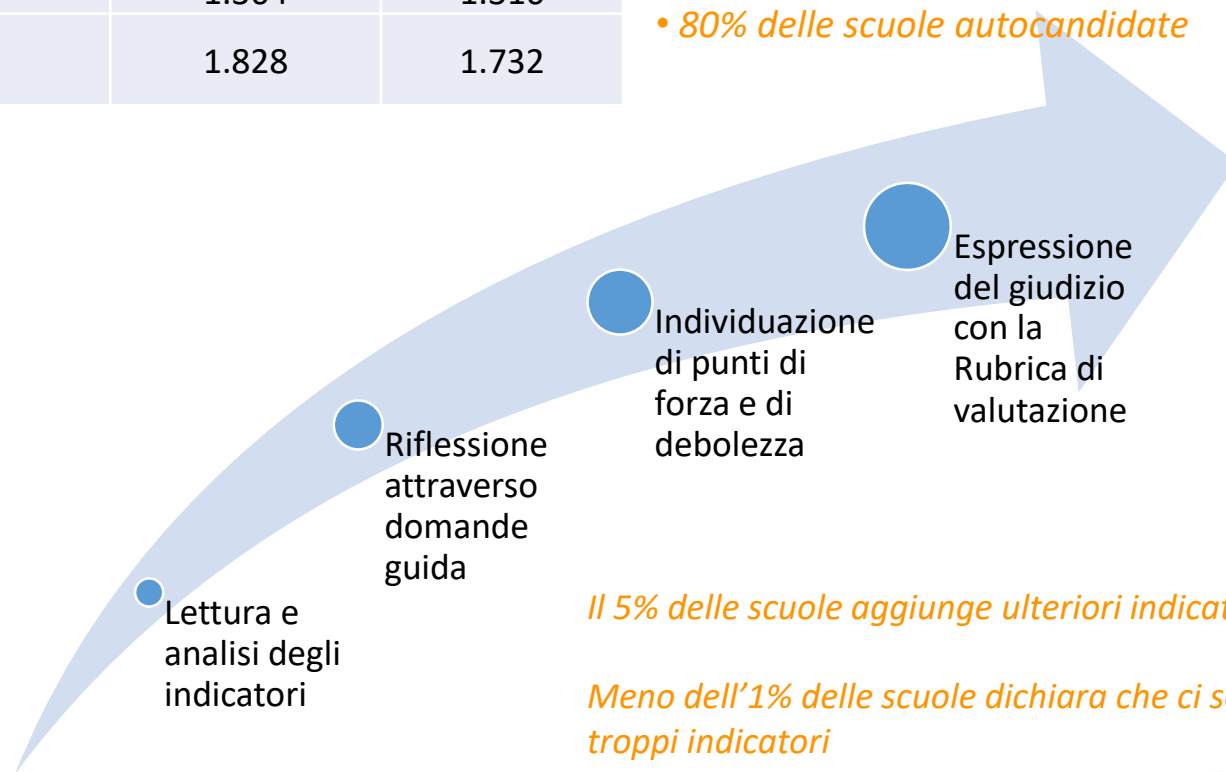 • 80% delle scuole autocandidate
1.828 1.732
Espressione
del giudizio
con la
Rubrica di
valutazione
Individuazione
di punti di
forza e di
debolezza
Riflessione
attraverso
domande
guida
Lettura e
analisi degli
indicatori
Il 5% delle scuole aggiunge ulteriori
Meno dell’1% delle scuole dichiara che ci
troppi indicatori